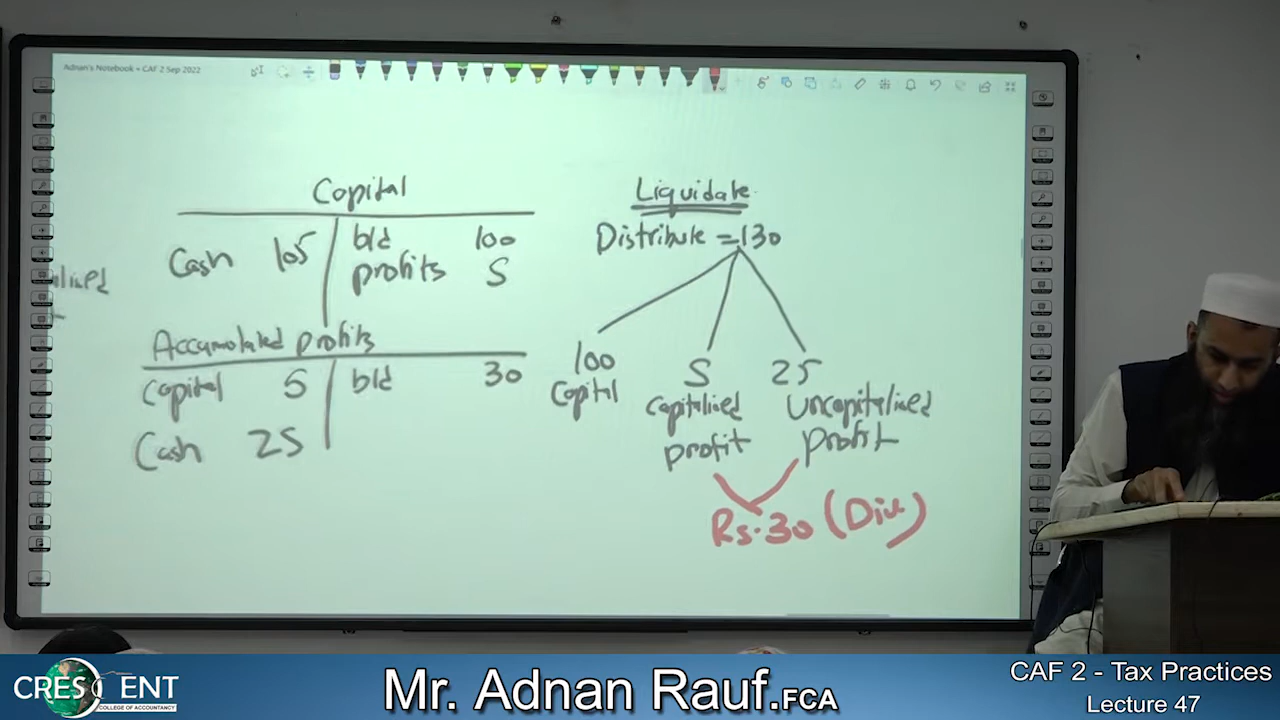 Adnan's Notebook » CAF 2 Sep 2022
Capital
Cash 105 b/d 100
profits 5
Accumulated profits
Capital 5 b/d 30
Cash 25
Liquidate
Distribute = 130
100 5 25
Capital Capitalised Uncapitalised
profit profit
Rs. 30 (Div)
CRESCENT
COLLEGE OF ACCOUNTANCY
Mr. Adnan Rauf.FCA
CAF 2 - Tax Practices
Lecture 47